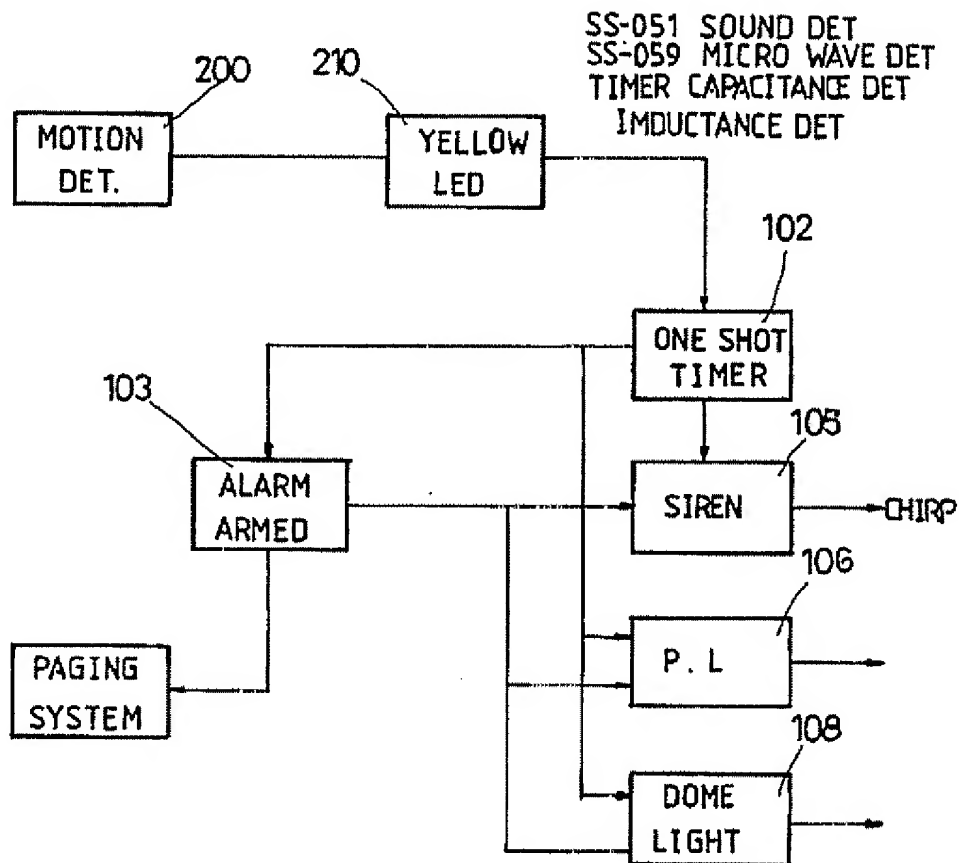 SS-051 SOUND DET
SS-059 MICRO WAVE DET
TIMER CAPACITANCE DET
IMDUCTANCE DET
200
210
MOTION
DET.
YELLOW
LED
102
ONE SHOT
TIMER
103
ALARM
ARMED
105
SIREN
CHIRP
106
P. L
PAGING
SYSTEM
108
DOME
LIGHT